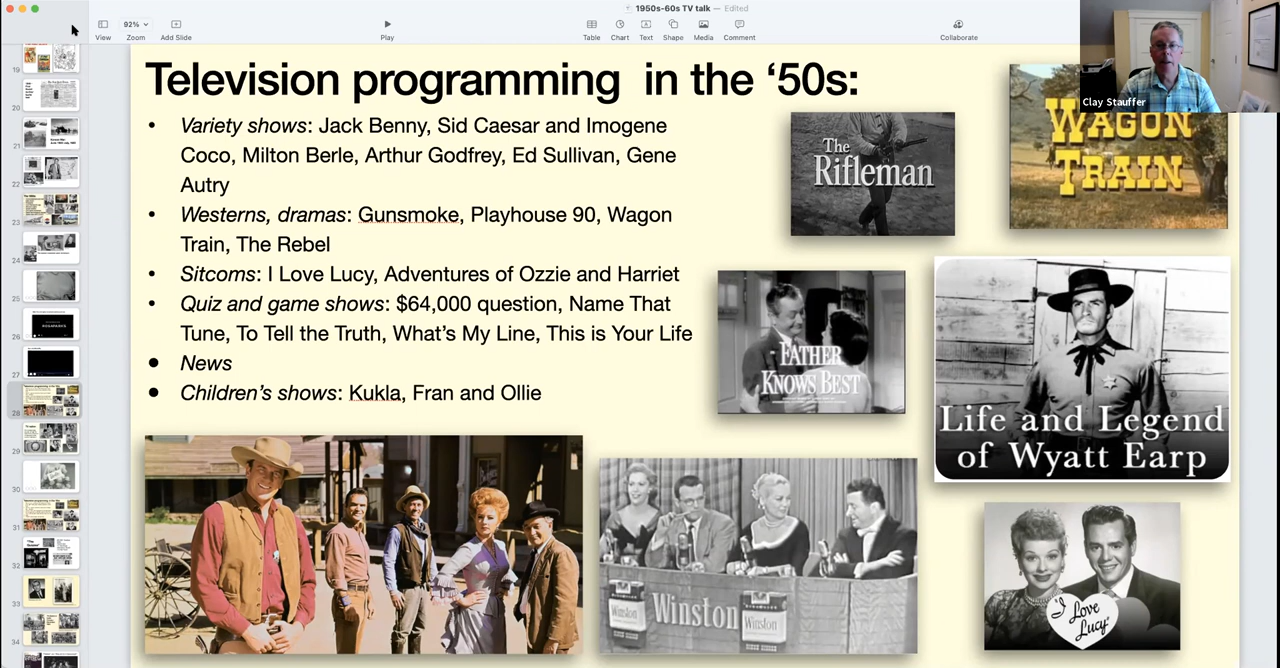 1950s-60s TV talk — Edited
92%
View
Zoom
Add Slide
Play
Table
Chart
Text
Shape
Media
Comment
Collaborate
Clay Stauffer
19
20
21
22
23
24
25
26
27
28
29
30
31
32
33
34
Television programming in the ‘50s:
• Variety shows: Jack Benny, Sid Caesar and Imogene
Coco, Milton Berle, Arthur Godfrey, Ed Sullivan, Gene
Autry
• Westerns, dramas: Gunsmoke, Playhouse 90, Wagon
Train, The Rebel
• Sitcoms: I Love Lucy, Adventures of Ozzie and Harriet
• Quiz and game shows: $64,000 question, Name That
Tune, To Tell the Truth, What’s My Line, This is Your Life
• News
• Children’s shows: Kukla, Fran and Ollie
The
Rifleman
WAGON
TRAIN
FATHER
KNOWS BEST
Life and Legend
of Wyatt Earp
Winston
Winston
Winston
'I Love
Lucy'